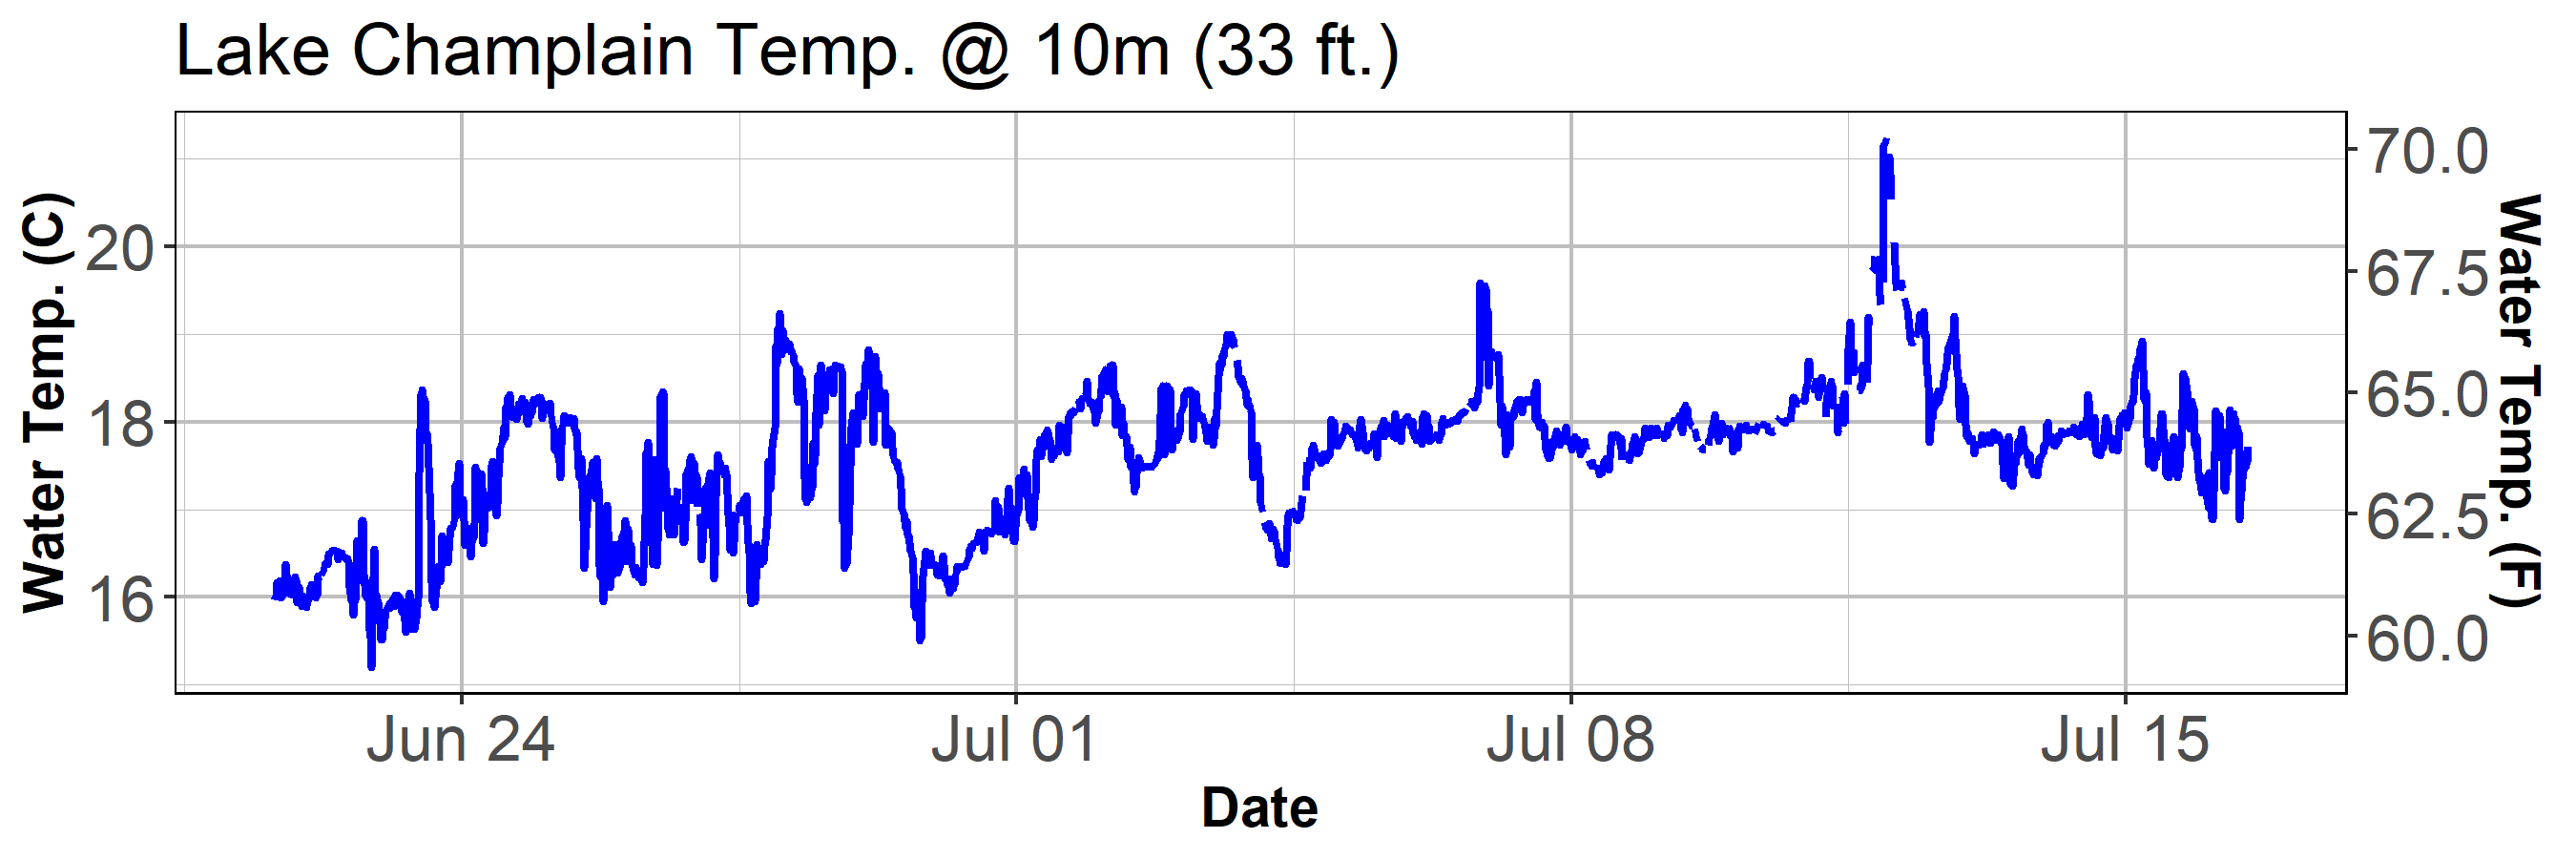 Lake Champlain Temp. @ 10m (33 ft.)
Water Temp. (C)
20
18
16
70.0
67.5
65.0
62.5
60.0
Water Temp. (F)
Jun 24
Jul 01
Jul 08
Jul 15
Date